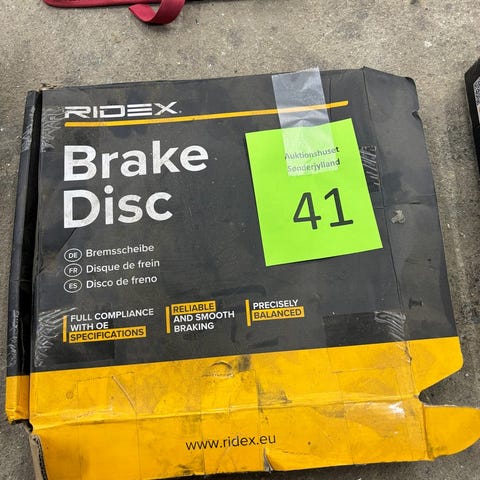 RIDEX
Brake
Disc
DE Bremsscheibe
FR Disque de frein
ES Disco de freno
FULL COMPLIANCE
WITH OE
SPECIFICATIONS
RELIABLE
AND SMOOTH
BRAKING
PRECISELY
BALANCED
Auktionshuset
Sønderjylland
41
RIDEX
www.ridex.eu